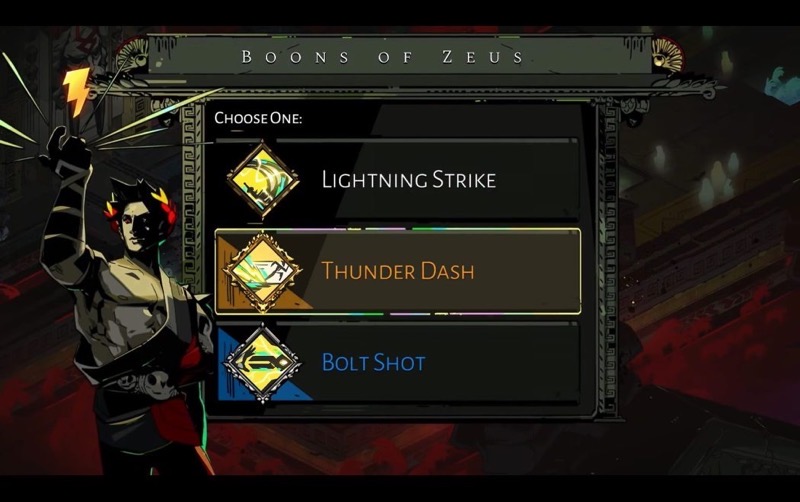 Boons of Zeus
Choose One:
Lightning Strike
Thunder Dash
Bolt Shot